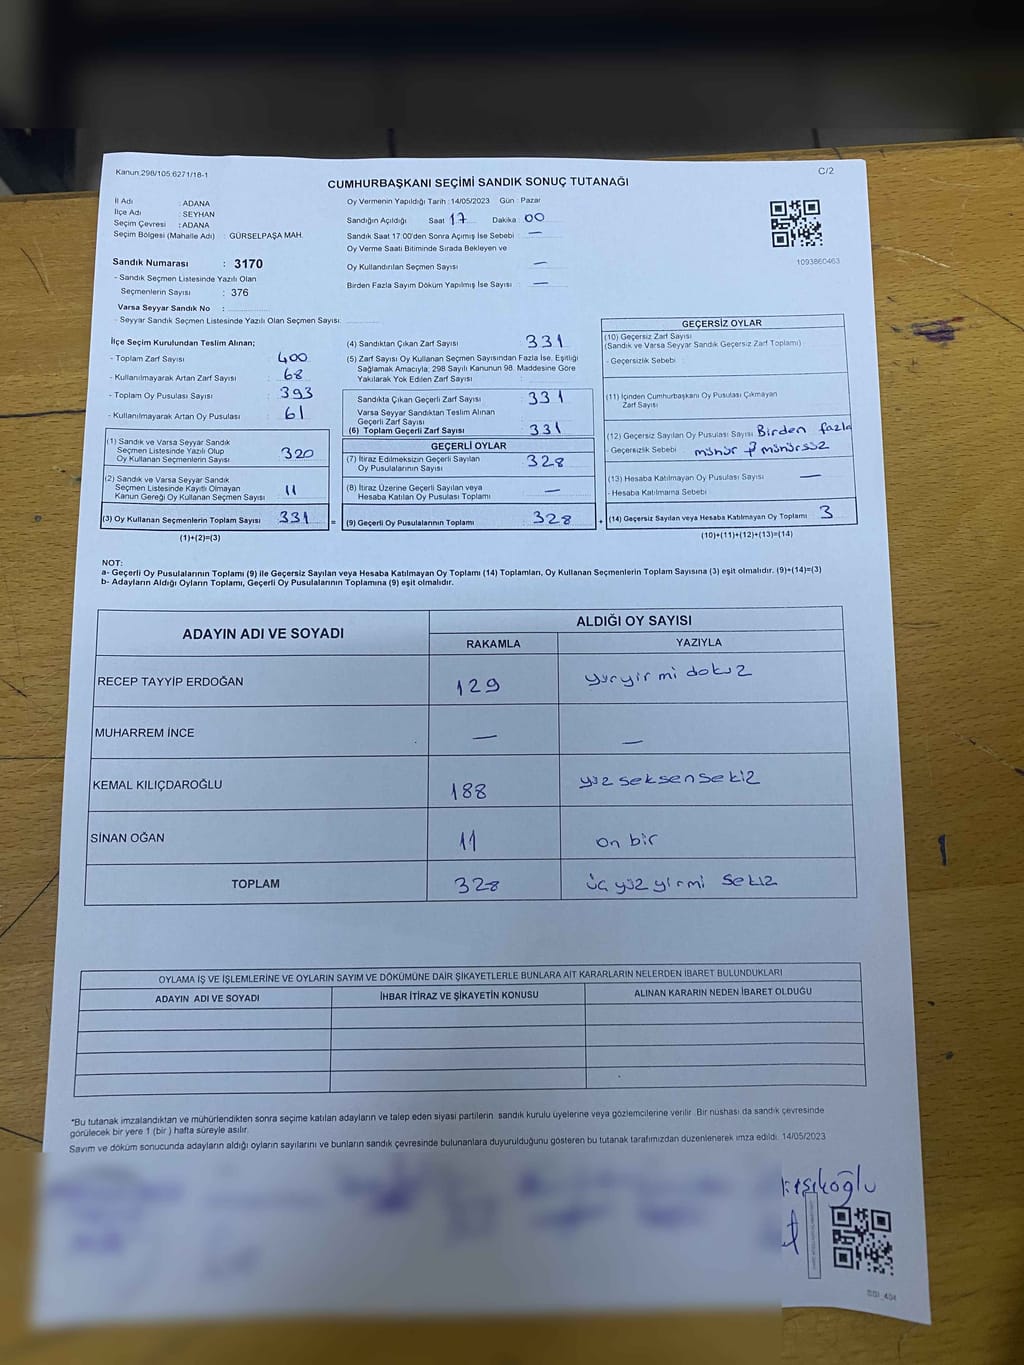 Kanun:298/105:6271/18-1
C/2
CUMHURBAŞKANI SEÇİMİ SANDIK SONUÇ TUTANAĞI
İl Adı : ADANA
İlçe Adı : SEYHAN
Seçim Çevresi : ADANA
Seçim Bölgesi (Mahalle Adı) : GÜRSELPAŞA MAH.
Sandık Numarası : 3170
- Sandık Seçmen Listesinde Yazılı Olan
Seçmenlerin Sayısı : 376
Varsa Seyyar Sandık No :
- Seyyar Sandık Seçmen Listesinde Yazılı Olan Seçmen Sayısı:
Oy Vermenin Yapıldığı Tarih : 14/05/2023 Gün : Pazar
Sandığın Açıldığı Saat 17 Dakika 00
Sandık Saat 17:00'den Sonra Açımış İse Sebebi : —
Oy Verme Saati Bitiminde Sırada Bekleyen ve
Oy Kullandırılan Seçmen Sayısı —
Birden Fazla Sayım Döküm Yapılmış İse Sayısı : —
1093860463
İlçe Seçim Kurulundan Teslim Alınan;
- Toplam Zarf Sayısı : 400
- Kullanılmayarak Artan Zarf Sayısı : 68
- Toplam Oy Pusulası Sayısı : 393
- Kullanılmayarak Artan Oy Pusulası : 61
(1) Sandık ve Varsa Seyyar Sandık
Seçmen Listesinde Yazılı Olup
Oy Kullanan Seçmenlerin Sayısı 320
(2) Sandık ve Varsa Seyyar Sandık
Seçmen Listesinde Kayıtlı Olmayan
Kanun Gereği Oy Kullanan Seçmen Sayısı 11
(3) Oy Kullanan Seçmenlerin Toplam Sayısı 331 =
(1)+(2)=(3)
(4) Sandıktan Çıkan Zarf Sayısı 331
(5) Zarf Sayısı Oy Kullanan Seçmen Sayısından Fazla İse, Eşitliği
Sağlamak Amacıyla; 298 Sayılı Kanunun 98. Maddesine Göre
Yakılarak Yok Edilen Zarf Sayısı :
Sandıkta Çıkan Geçerli Zarf Sayısı : 331
Varsa Seyyar Sandıktan Teslim Alınan
Geçerli Zarf Sayısı
(6) Toplam Geçerli Zarf Sayısı : 331
GEÇERLİ OYLAR
(7) İtiraz Edilmeksizin Geçerli Sayılan
Oy Pusulalarının Sayısı : 328
(8) İtiraz Üzerine Geçerli Sayılan veya
Hesaba Katılan Oy Pusulası Toplamı : —
(9) Geçerli Oy Pusulalarının Toplamı : 328 +
GEÇERSİZ OYLAR
(10) Geçersiz Zarf Sayısı
(Sandık ve Varsa Seyyar Sandık Geçersiz Zarf Toplamı)
- Geçersizlik Sebebi :
(11) İçinden Cumhurbaşkanı Oy Pusulası Çıkmayan
Zarf Sayısı
(12) Geçersiz Sayılan Oy Pusulası Sayısı Birden fazla
- Geçersizlik Sebebi : mühür mühürsüz
(13) Hesaba Katılmayan Oy Pusulası Sayısı —
- Hesaba Katılmama Sebebi
(14) Geçersiz Sayılan veya Hesaba Katılmayan Oy Toplamı 3
(10)+(11)+(12)+(13)=(14)
NOT:
a- Geçerli Oy Pusulalarının Toplamı (9) ile Geçersiz Sayılan veya Hesaba Katılmayan Oy Toplamı (14) Toplamları, Oy Kullanan Seçmenlerin Toplam Sayısına (3) eşit olmalıdır. (9)+(14)=(3)
b- Adayların Aldığı Oyların Toplamı, Geçerli Oy Pusulalarının Toplamına (9) eşit olmalıdır.
ADAYIN ADI VE SOYADI
ALDIĞI OY SAYISI
RAKAMLA YAZIYLA
RECEP TAYYİP ERDOĞAN 129 yüzyirmi dokuz
MUHARREM İNCE — —
KEMAL KILIÇDAROĞLU 188 yüz seksen sekiz
SİNAN OĞAN 11 on bir
TOPLAM 328 üç yüz yirmi sekiz
OYLAMA İŞ VE İŞLEMLERİNE VE OYLARIN SAYIM VE DÖKÜMÜNE DAİR ŞİKAYETLERLE BUNLARA AİT KARARLARIN NELERDEN İBARET BULUNDUKLARI
ADAYIN ADI VE SOYADI İHBAR İTİRAZ VE ŞİKAYETİN KONUSU ALINAN KARARIN NEDEN İBARET OLDUĞU
*Bu tutanak imzalandıktan ve mühürlendikten sonra seçime katılan adayların ve talep eden siyasi partilerin sandık kurulu üyelerine veya gözlemcilerine verilir. Bir nüshası da sandık çevresinde
görülecek bir yere 1 (bir) hafta süreyle asılır.
Sayım ve döküm sonucunda adayların aldığı oyların sayılarını ve bunların sandık çevresinde bulunanlara duyurulduğunu gösteren bu tutanak tarafımızdan düzenlenerek imza edildi. 14/05/2023